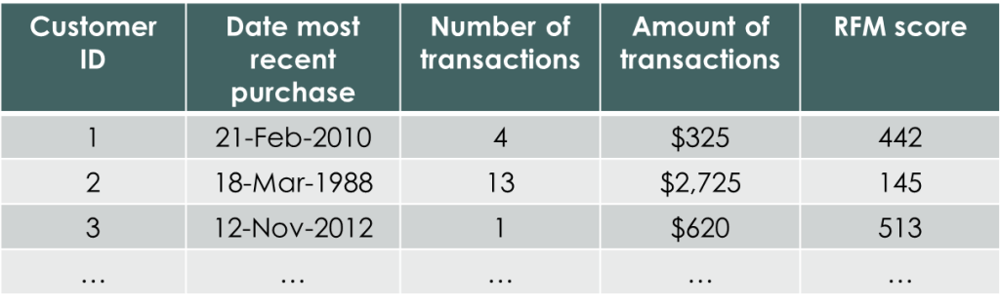 Customer ID | Date most recent purchase | Number of transactions | Amount of transactions | RFM score
1 | 21-Feb-2010 | 4 | $325 | 442
2 | 18-Mar-1988 | 13 | $2,725 | 145
3 | 12-Nov-2012 | 1 | $620 | 513
... | ... | ... | ... | ...